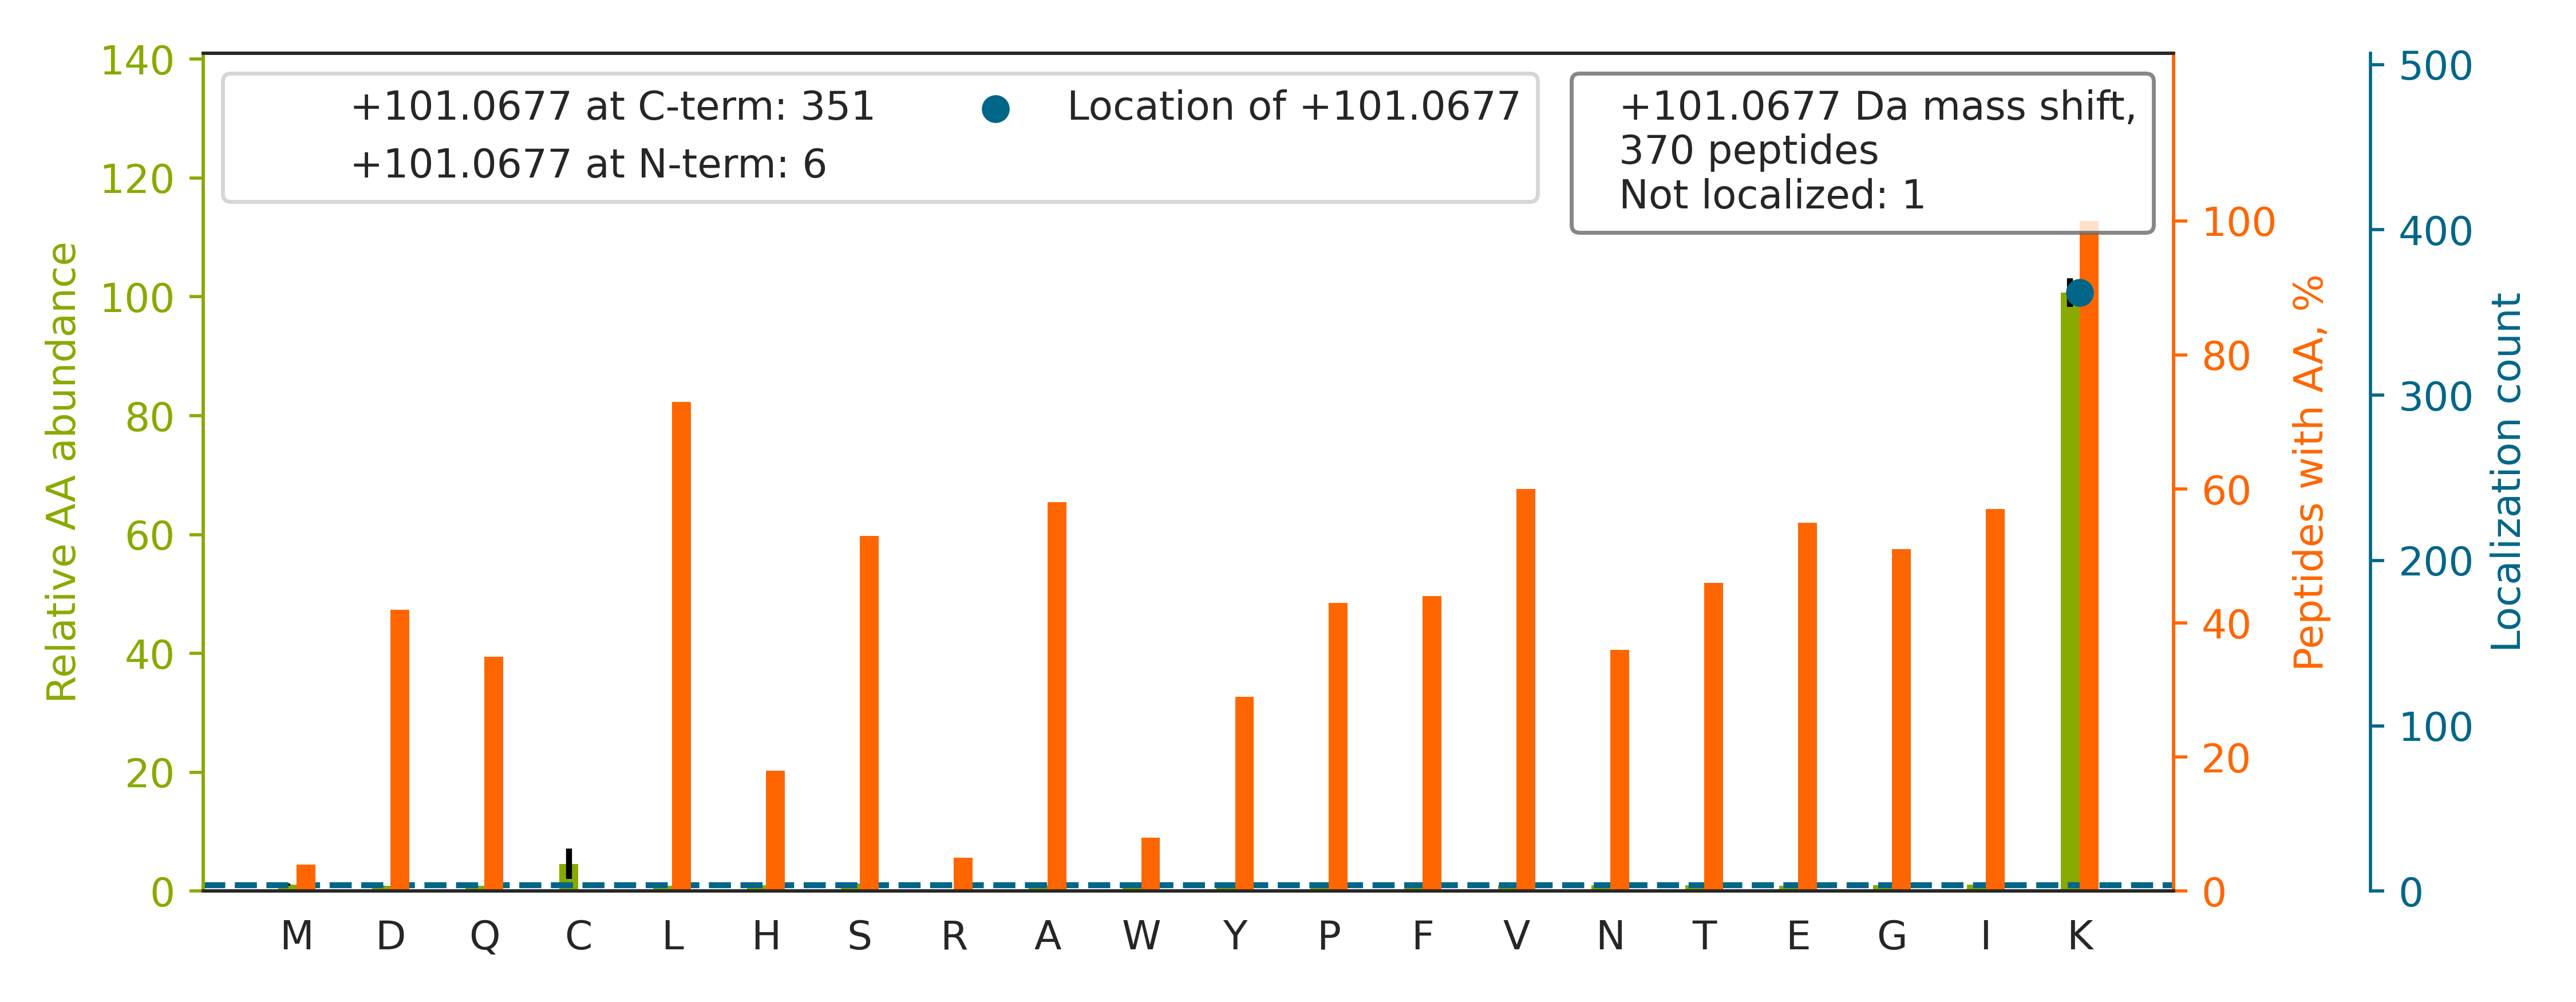 +101.0677 at C-term: 351
+101.0677 at N-term: 6
Location of +101.0677
+101.0677 Da mass shift,
370 peptides
Not localized: 1
Relative AA abundance
140
120
100
80
60
40
20
0
M D Q C L H S R A W Y P F V N T E G I K
100
80
60
40
20
0
Peptides with AA, %
500
400
300
200
100
0
Localization count